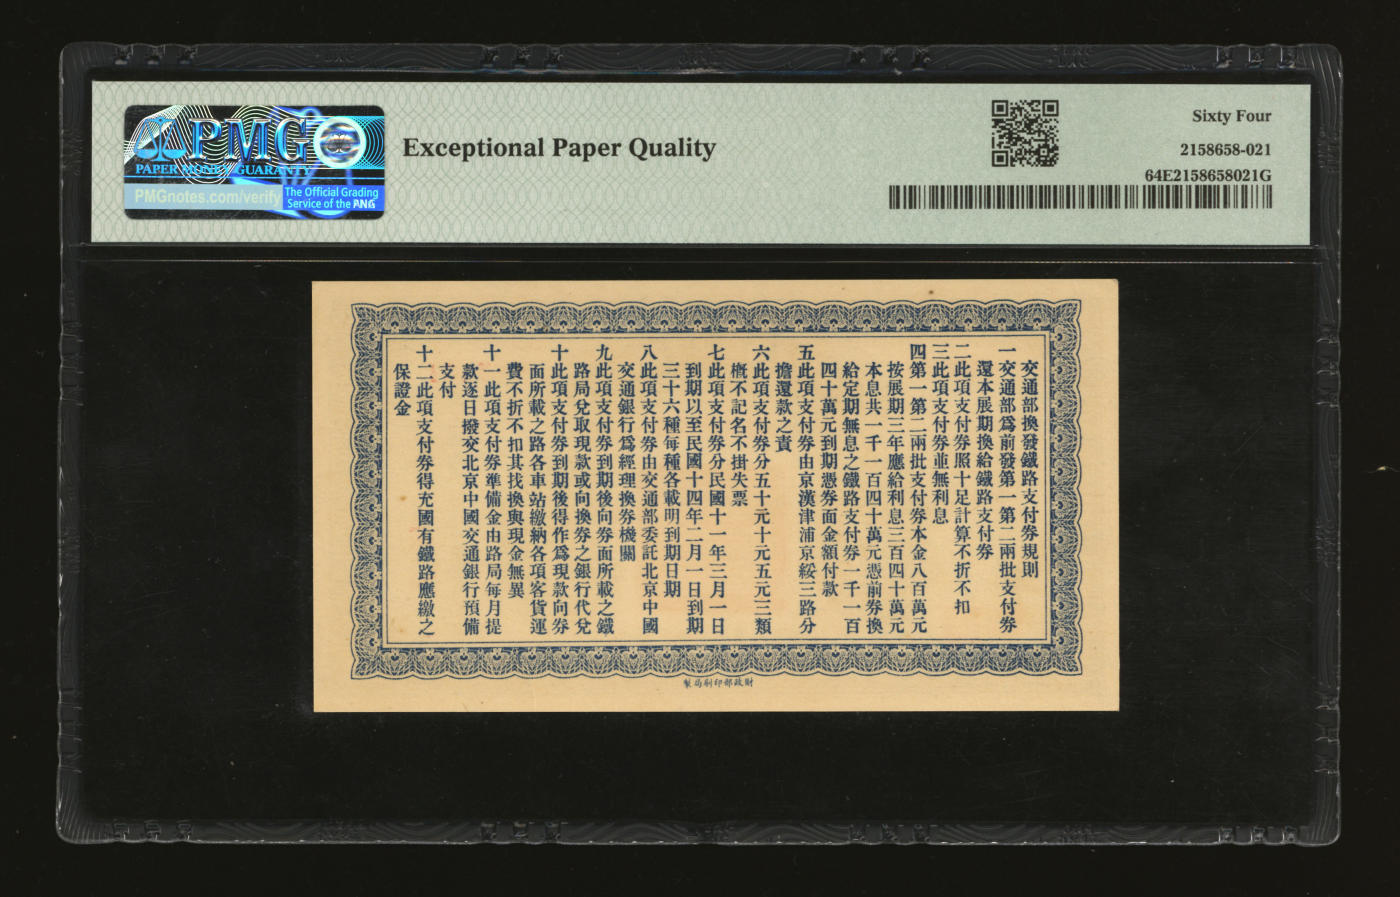 PMG
PAPER MONEY GUARANTY
PMGnotes.com/verify
The Official Grading
Service of the ANG
Exceptional Paper Quality
Sixty Four
2158658-021
64E2158658021G
交通部換發鐵路支付券規則
一交通部爲前發第一第二兩批支付券
還本展期換給鐵路支付券
二此項支付券照十足計算不折不扣
三此項支付券並無利息
四第一第二兩批支付券本金八百萬元
按展期三年應給利息三百四十萬元
本息共一千一百四十萬元憑前券換
給定期無息之鐵路支付券一千一百
四十萬元到期憑券面金額付款
五此項支付券由京漢津浦京綏三路分
擔還款之責
六此項支付券分五十元十元五元三類
槪不記名不掛失票
七此項支付券分民國十一年三月一日
到期以至民國十四年二月一日到期
三十六種每種各載明到期日期
八此項支付券由交通部委託北京中國
交通銀行爲經理換券機關
九此項支付券到期後向券面所載之鐵
路局兌取現款或向換券之銀行代兌
十此項支付券到期後得作爲現款向券
面所載之路各車站繳納各項客貨運
費不折不扣其找換與現金無異
十一此項支付券準備金由路局每月提
款逐日撥交北京中國交通銀行預備
支付
十二此項支付券得充國有鐵路應繳之
保證金
財政部印刷局製